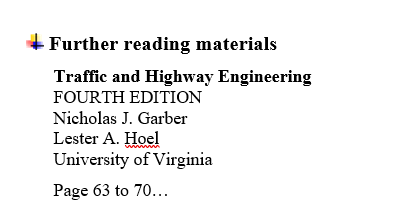 Further reading materials
Traffic and Highway Engineering
FOURTH EDITION
Nicholas J. Garber
Lester A. Hoel
University of Virginia
Page 63 to 70…